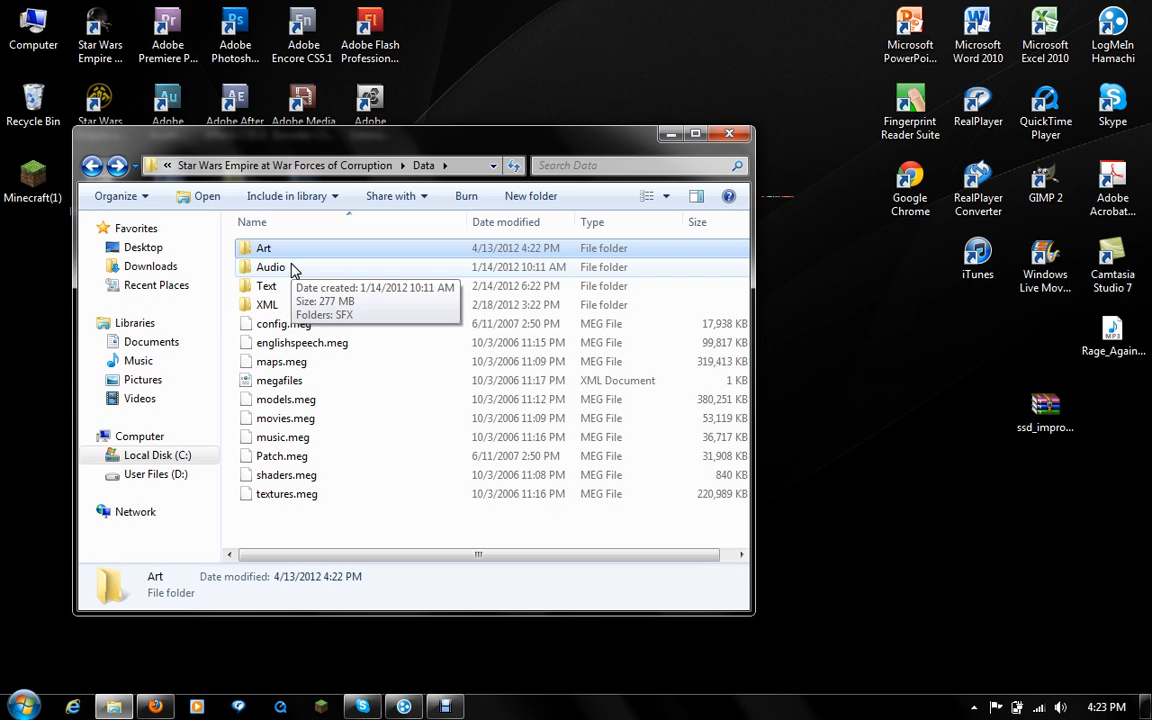 Computer
Star Wars
Empire ...
Adobe
Premiere P...
Adobe
Photosh...
Adobe
Encore CS5.1
Adobe Flash
Profession...
Microsoft
PowerPoi...
Microsoft
Word 2010
Microsoft
Excel 2010
LogMeIn
Hamachi
Recycle Bin
Star Wars
Adobe
Adobe After
Adobe Media
Adobe
Fingerprint
Reader Suite
RealPlayer
QuickTime
Player
Skype
Minecraft(1)
Google
Chrome
RealPlayer
Converter
GIMP 2
Adobe
Acrobat...
iTunes
Windows
Live Mov...
Camtasia
Studio 7
Rage_Again...
ssd_impro...
« Star Wars Empire at War Forces of Corruption Data
Search Data
Organize Open Include in library Share with Burn New folder
Name Date modified Type Size
Favorites
Desktop
Downloads
Recent Places
Libraries
Documents
Music
Pictures
Videos
Computer
Local Disk (C:)
User Files (D:)
Network
Art 4/13/2012 4:22 PM File folder
Audio 1/14/2012 10:11 AM File folder
Text 2/14/2012 6:22 PM File folder
XML 2/18/2012 3:22 PM File folder
Date created: 1/14/2012 10:11 AM
Size: 277 MB
Folders: SFX
config.meg 6/11/2007 2:50 PM MEG File 17,938 KB
englishspeech.meg 10/3/2006 11:15 PM MEG File 99,817 KB
maps.meg 10/3/2006 11:09 PM MEG File 319,413 KB
megafiles 10/3/2006 11:17 PM XML Document 1 KB
models.meg 10/3/2006 11:12 PM MEG File 380,251 KB
movies.meg 10/3/2006 11:09 PM MEG File 53,119 KB
music.meg 10/3/2006 11:16 PM MEG File 36,717 KB
Patch.meg 6/11/2007 2:50 PM MEG File 31,908 KB
shaders.meg 10/3/2006 11:08 PM MEG File 840 KB
textures.meg 10/3/2006 11:16 PM MEG File 220,989 KB
Art Date modified: 4/13/2012 4:22 PM
File folder
4:23 PM